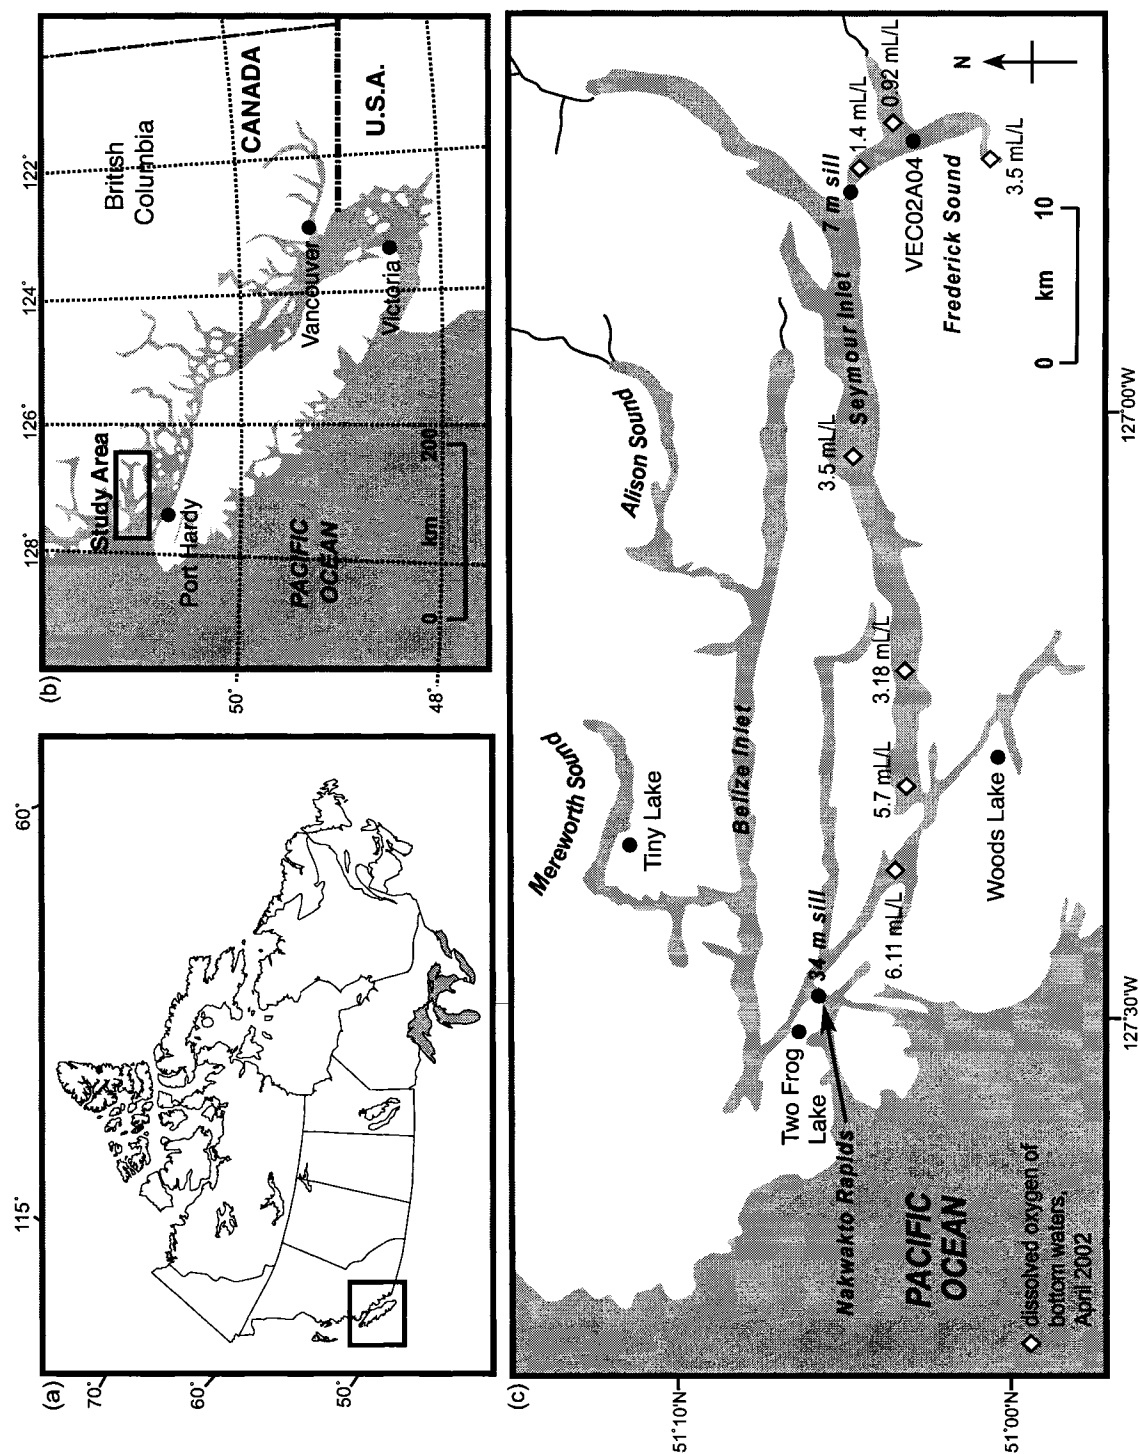 (a)
115°
60°
70°
60°
50°
(b)
128°
126°
124°
122°
50°
48°
Study Area
Port Hardy
British
Columbia
CANADA
U.S.A.
Vancouver
Victoria
PACIFIC
OCEAN
0
km
200
(c)
51°10'N
51°00'N
127°30'W
127°00'W
Mereworth Sound
Tiny Lake
Alison Sound
Belize Inlet
Seymour Inlet
Frederick Sound
7 m sill
34 m sill
VEC02A04
1.4 mL/L
0.92 mL/L
3.5 mL/L
3.5 mL/L
3.18 mL/L
5.7 mL/L
6.11 mL/L
Two Frog
Lake
Woods Lake
Nakwakto Rapids
PACIFIC
OCEAN
dissolved oxygen of
bottom waters,
April 2002
N
0
km
10